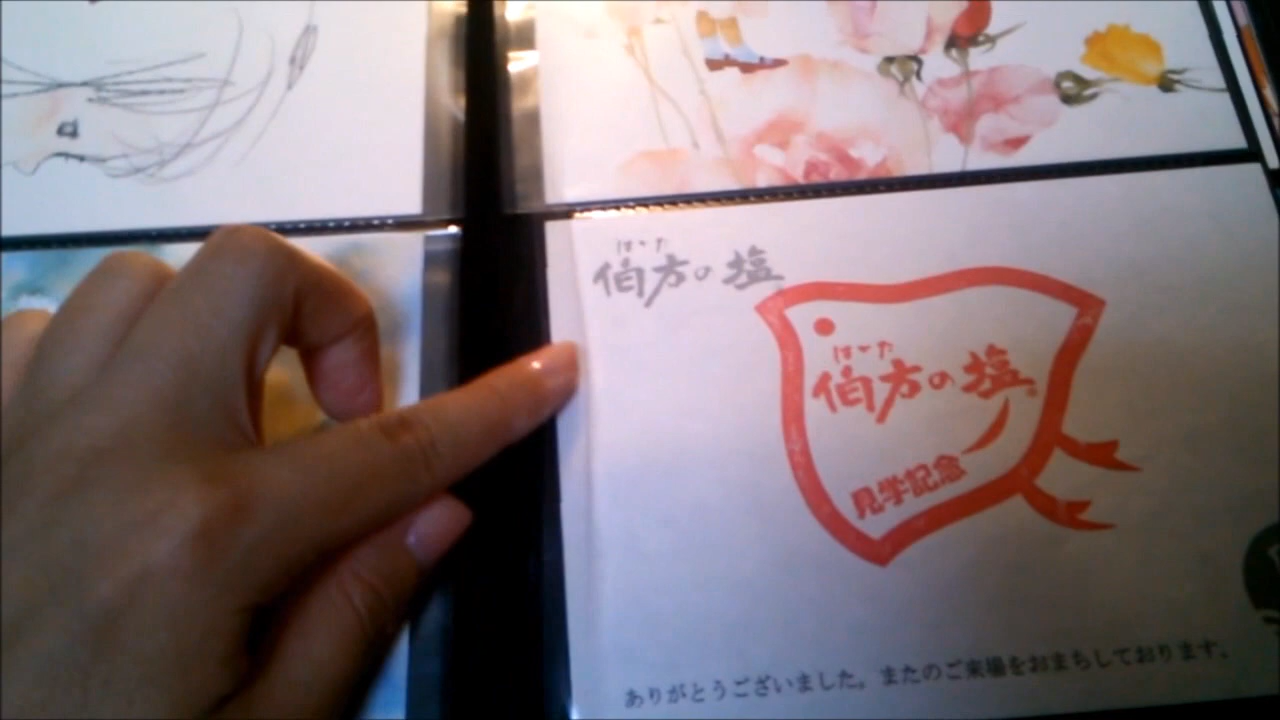 はかた
伯方の塩
はかた
伯方の塩
見学記念
ありがとうございました。またのご来場をおまちしております。